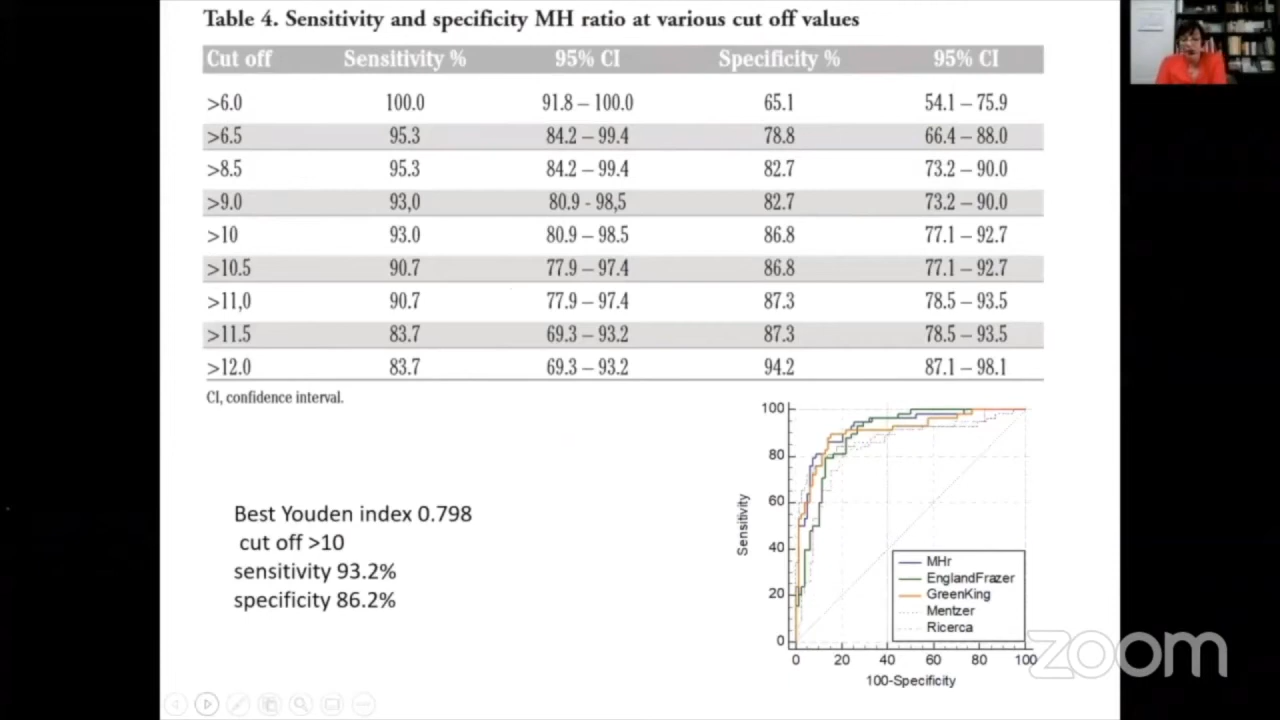 Table 4. Sensitivity and specificity MH ratio at various cut off values
Cut off Sensitivity % 95% CI Specificity % 95% CI
>6.0 100.0 91.8 – 100.0 65.1 54.1 – 75.9
>6.5 95.3 84.2 – 99.4 78.8 66.4 – 88.0
>8.5 95.3 84.2 – 99.4 82.7 73.2 – 90.0
>9.0 93,0 80.9 - 98,5 82.7 73.2 – 90.0
>10 93.0 80.9 – 98.5 86.8 77.1 – 92.7
>10.5 90.7 77.9 – 97.4 86.8 77.1 – 92.7
>11,0 90.7 77.9 – 97.4 87.3 78.5 – 93.5
>11.5 83.7 69.3 – 93.2 87.3 78.5 – 93.5
>12.0 83.7 69.3 – 93.2 94.2 87.1 – 98.1
CI, confidence interval.
Best Youden index 0.798
cut off >10
sensitivity 93.2%
specificity 86.2%
Sensitivity
100
80
60
40
20
0
MHr
EnglandFrazer
GreenKing
Mentzer
Ricerca
0 20 40 60 80 100
100-Specificity
zoom